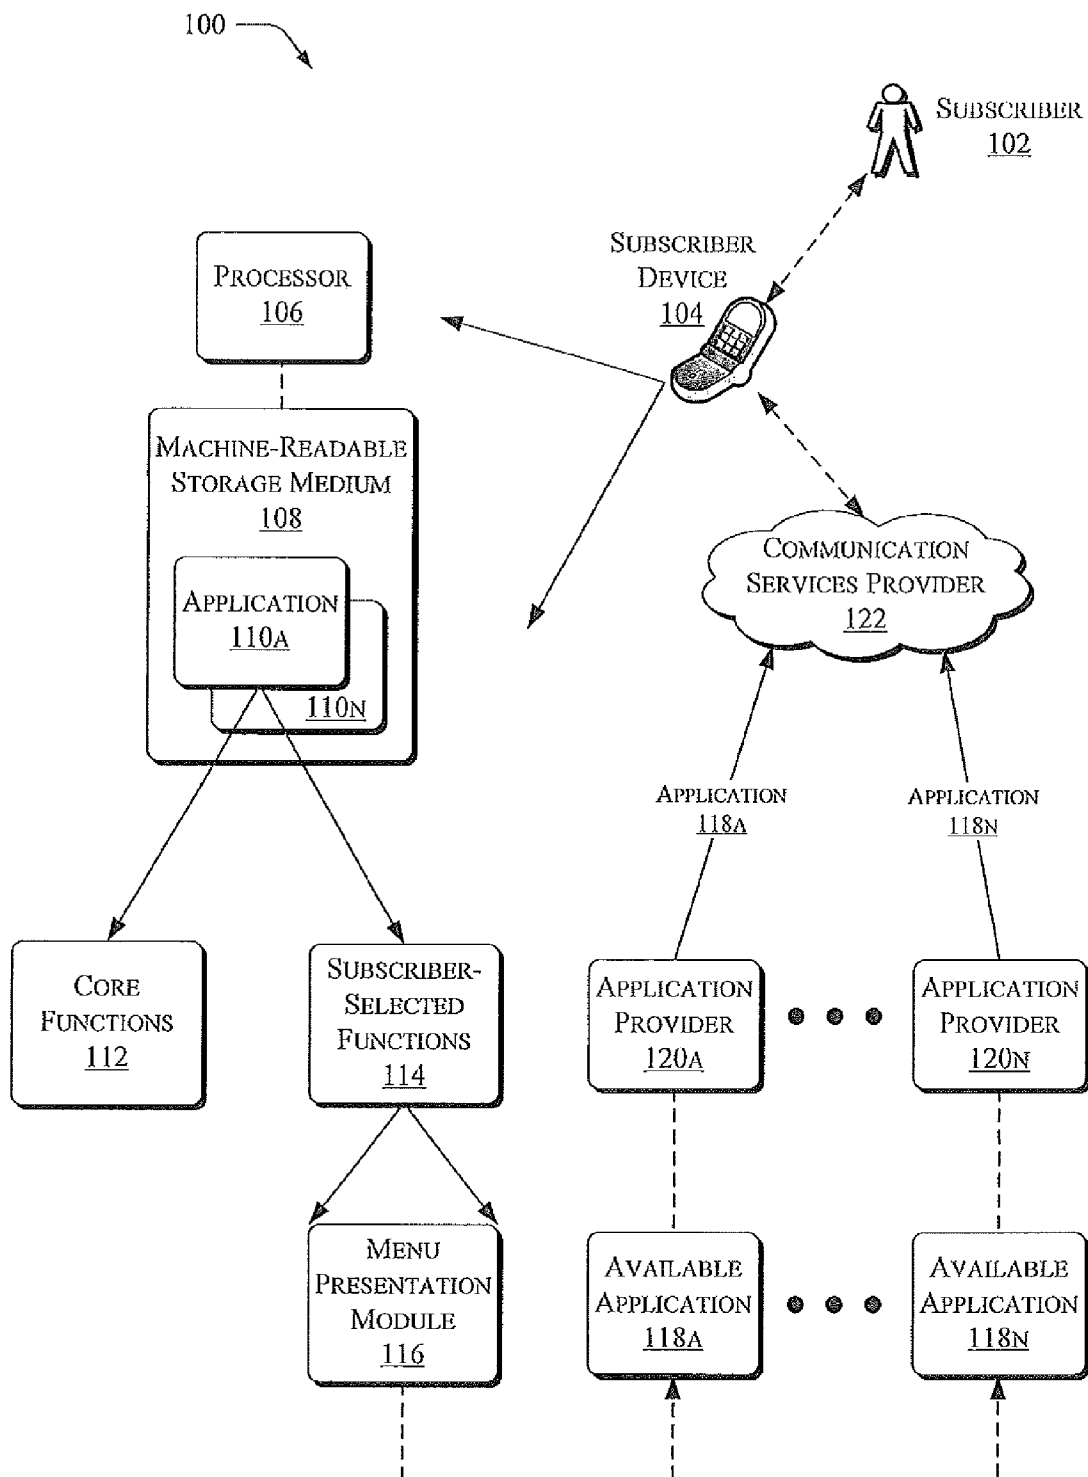 100
SUBSCRIBER
102
SUBSCRIBER
DEVICE
104
PROCESSOR
106
MACHINE-READABLE
STORAGE MEDIUM
108
APPLICATION
110A
110N
COMMUNICATION
SERVICES PROVIDER
122
APPLICATION
118A
APPLICATION
118N
CORE
FUNCTIONS
112
SUBSCRIBER-
SELECTED
FUNCTIONS
114
APPLICATION
PROVIDER
120A
APPLICATION
PROVIDER
120N
MENU
PRESENTATION
MODULE
116
AVAILABLE
APPLICATION
118A
AVAILABLE
APPLICATION
118N